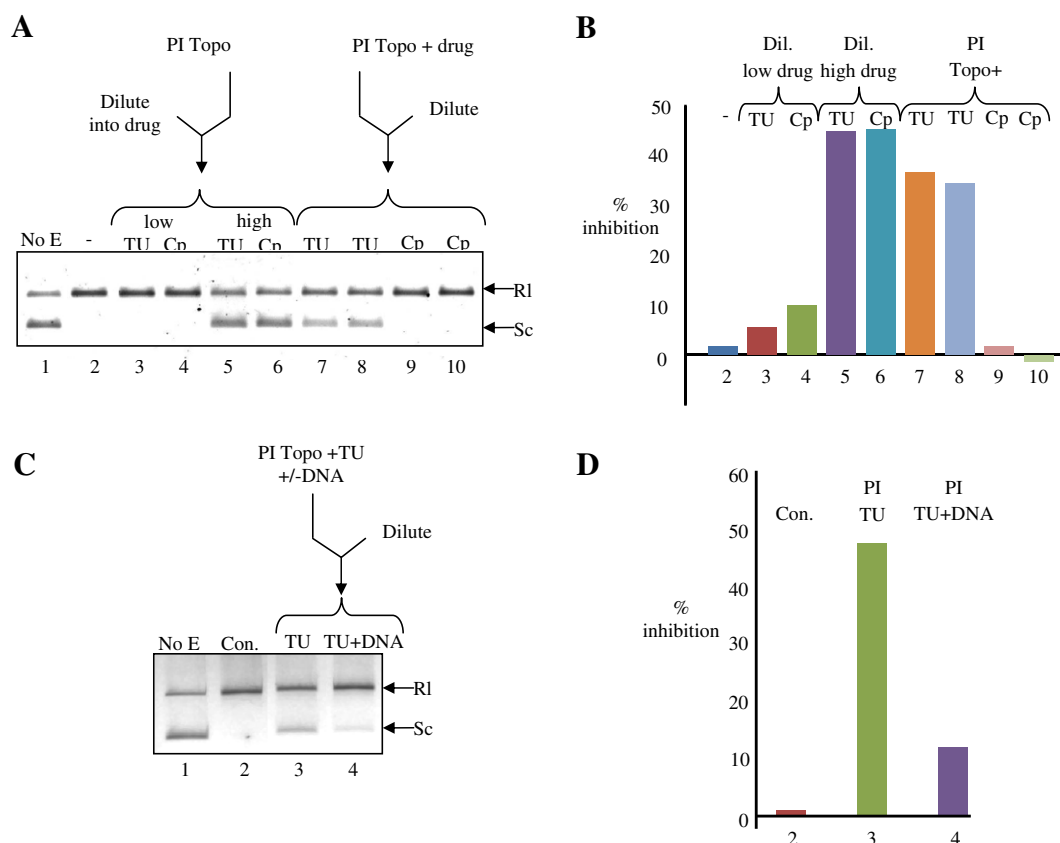 A
PI Topo
PI Topo + drug
Dilute
into drug
Dilute
low
high
No E - TU Cp TU Cp TU TU Cp Cp
Rl
Sc
1 2 3 4 5 6 7 8 9 10
B
Dil.
low drug
Dil.
high drug
PI
Topo+
- TU Cp TU Cp TU TU Cp Cp
50
40
30
20
10
0
%
inhibition
2 3 4 5 6 7 8 9 10
C
PI Topo +TU
+/-DNA
Dilute
No E Con. TU TU+DNA
Rl
Sc
1 2 3 4
D
60
50
40
30
20
10
0
%
inhibition
Con.
PI
TU
PI
TU+DNA
2 3 4